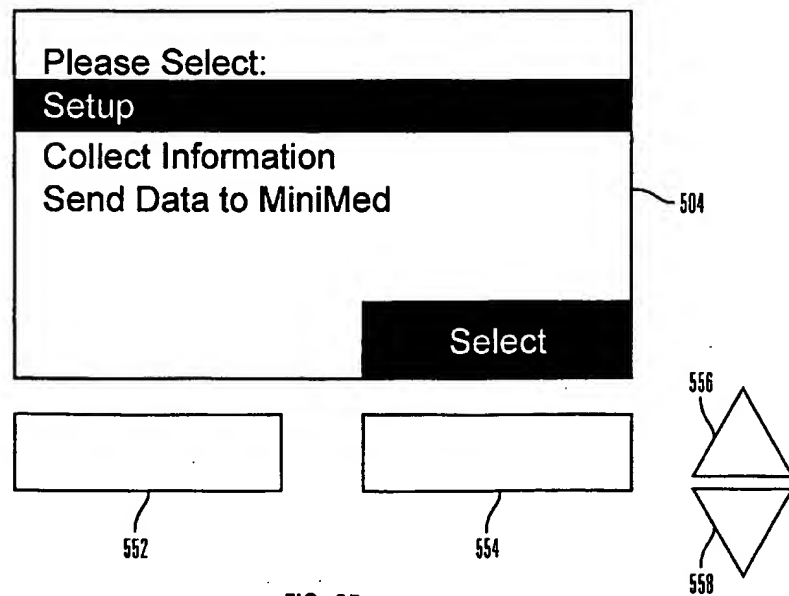 Please Select:
Setup
Collect Information
Send Data to MiniMed
504
Select
556
552
554
558